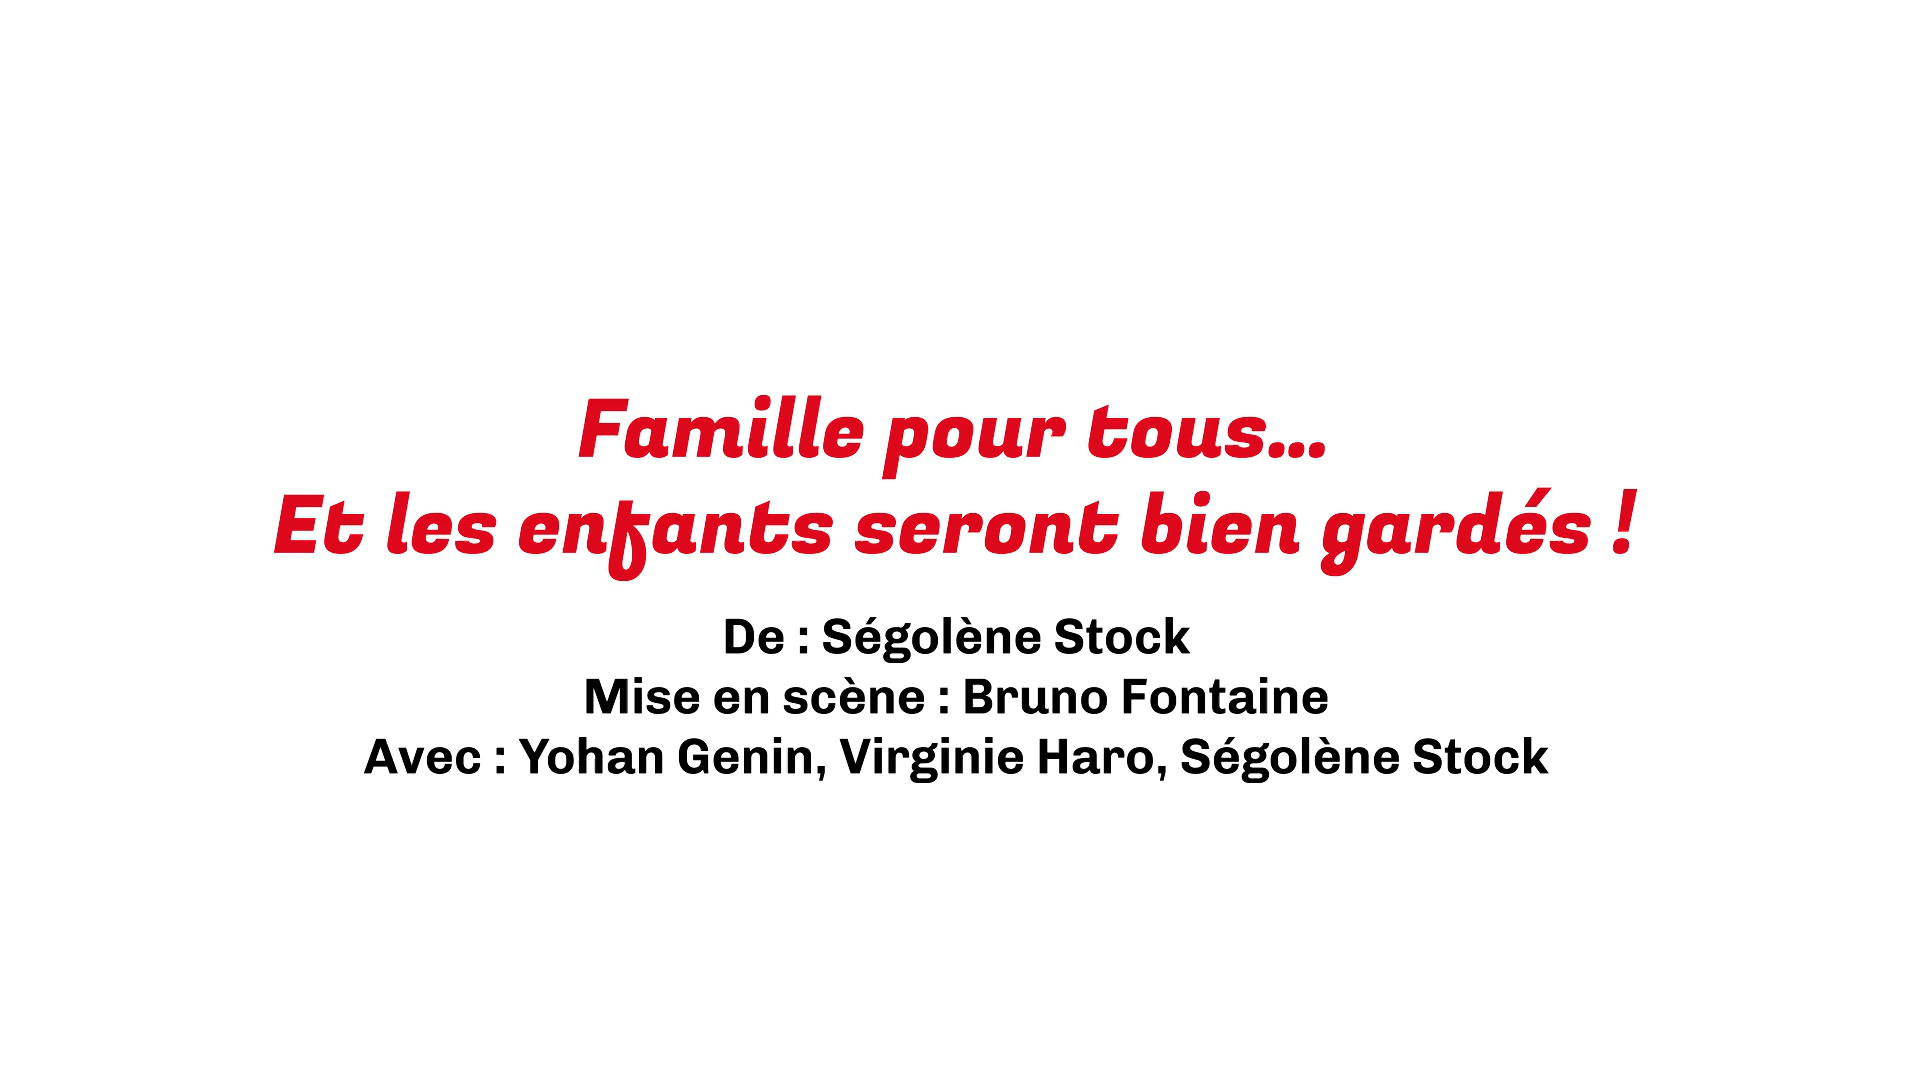 Famille pour tous...
Et les enfants seront bien gardés !
De : Ségolène Stock
Mise en scène : Bruno Fontaine
Avec : Yohan Genin, Virginie Haro, Ségolène Stock